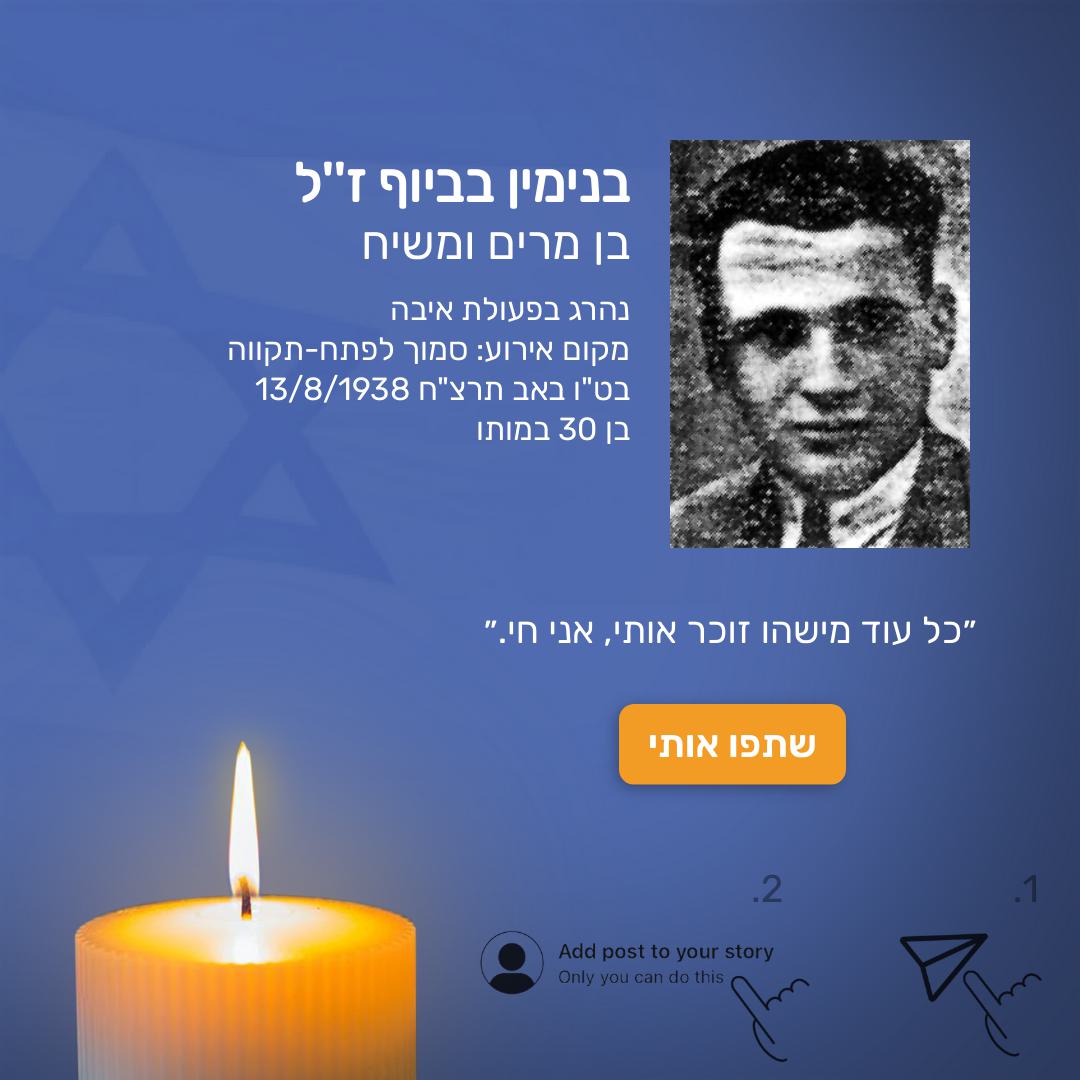 בנימין בביוף ז"ל
בן מרים ומשיח
נהרג בפעולת איבה
מקום אירוע: סמוך לפתח-תקווה
בט"ו באב תרצ"ח 13/8/1938
בן 30 במותו
״כל עוד מישהו זוכר אותי, אני חי.״
שתפו אותי
1.
2.
Add post to your story
Only you can do this